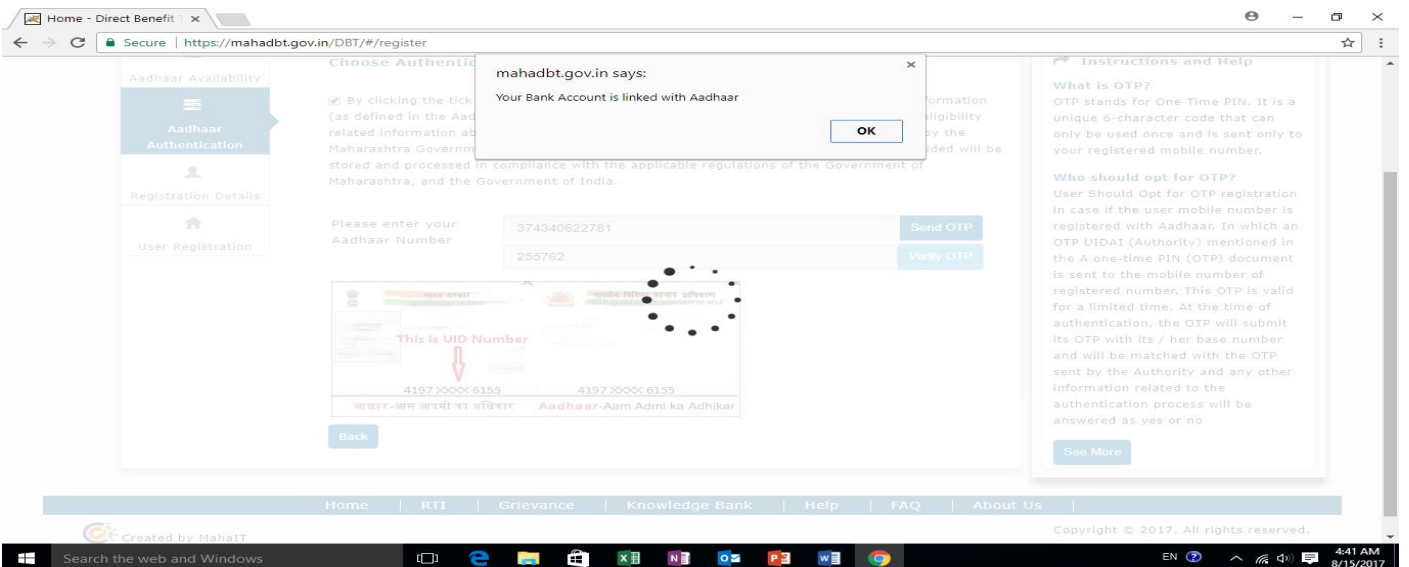 Home - Direct Benefit T
Secure | https://mahadbt.gov.in/DBT/#/register
mahadbt.gov.in says:
Your Bank Account is linked with Aadhaar
OK
Aadhaar Availability
Aadhaar
Authentication
Registration Details
User Registration
Choose Authentic
By clicking the tick
ormation
(as defined in the Aad
eligibility
related information ab
by the
Maharashtra Governm
ided will be
stored and processed in compliance with the applicable regulations of the Government of
Maharashtra, and the Government of India.
Please enter your
Aadhaar Number
374340622781
Send OTP
255762
Verify OTP
भारत सरकार
This is UID Number
4197 XXXX 6155
4197 XXXX 6155
आधार-आम आदमी का अधिकार
Aadhaar-Aam Admi ka Adhikar
Back
Instructions and Help
What is OTP?
OTP stands for One Time PIN. It is a
unique 6-character code that can
only be used once and is sent only to
your registered mobile number.
Who should opt for OTP?
User Should Opt for OTP registration
in case if the user mobile number is
registered with Aadhaar. In which an
OTP UIDAI (Authority) mentioned in
the A one-time PIN (OTP) document
is sent to the mobile number of
registered number. This OTP is valid
for a limited time. At the time of
authentication, the OTP will submit
its OTP with its / her base number
and will be matched with the OTP
sent by the Authority and any other
information related to the
authentication process will be
answered as yes or no
See More
Home | RTI | Grievance | Knowledge Bank | Help | FAQ | About Us |
Created by MahaIT
Copyright © 2017. All rights reserved.
Search the web and Windows
EN
4:41 AM
8/15/2017